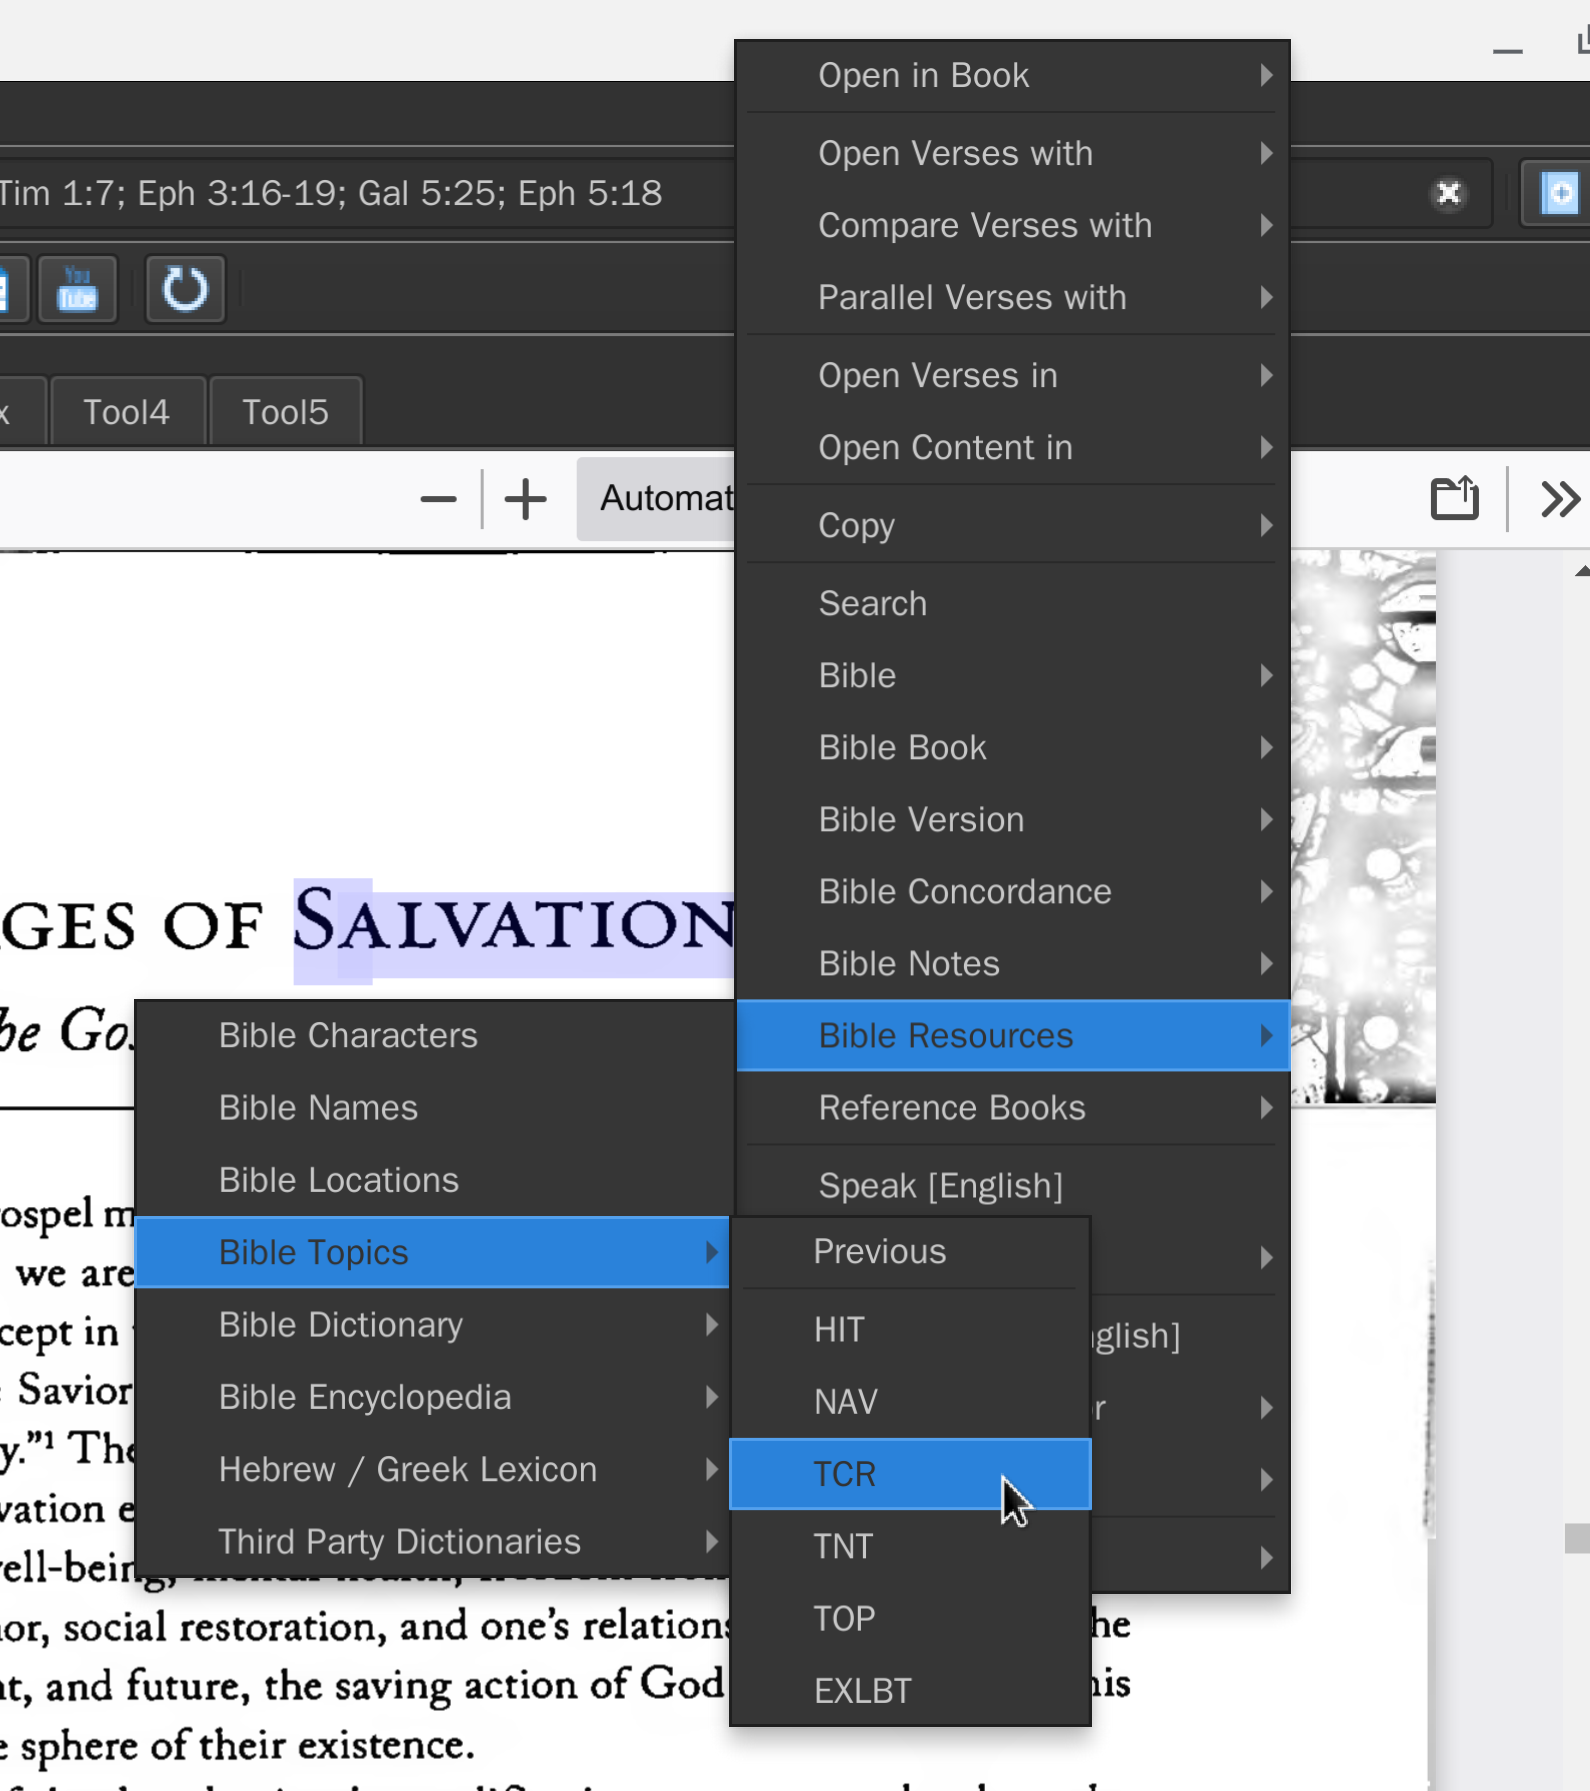 Tim 1:7; Eph 3:16-19; Gal 5:25; Eph 5:18
You
Tube
x
Tool4
Tool5
Automat
GES OF SALVATION
be Go
ospel m
we are
cept in
Savior
y.”¹ The
vation e
ell-being,
or, social restoration, and one’s relations
he
nt, and future, the saving action of God
his
e sphere of their existence.
Open in Book
Open Verses with
Compare Verses with
Parallel Verses with
Open Verses in
Open Content in
Copy
Search
Bible
Bible Book
Bible Version
Bible Concordance
Bible Notes
Bible Resources
Reference Books
Speak [English]
glish]
r
Bible Characters
Bible Names
Bible Locations
Bible Topics
Bible Dictionary
Bible Encyclopedia
Hebrew / Greek Lexicon
Third Party Dictionaries
Previous
HIT
NAV
TCR
TNT
TOP
EXLBT